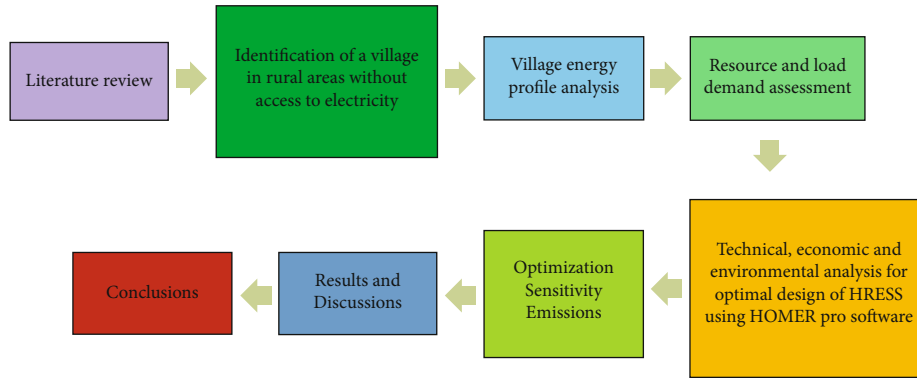 Literature review
Identification of a village
in rural areas without
access to electricity
Village energy
profile analysis
Resource and load
demand assessment
Technical, economic and
environmental analysis for
optimal design of HRESS
using HOMER pro software
Optimization
Sensitivity
Emissions
Results and
Discussions
Conclusions